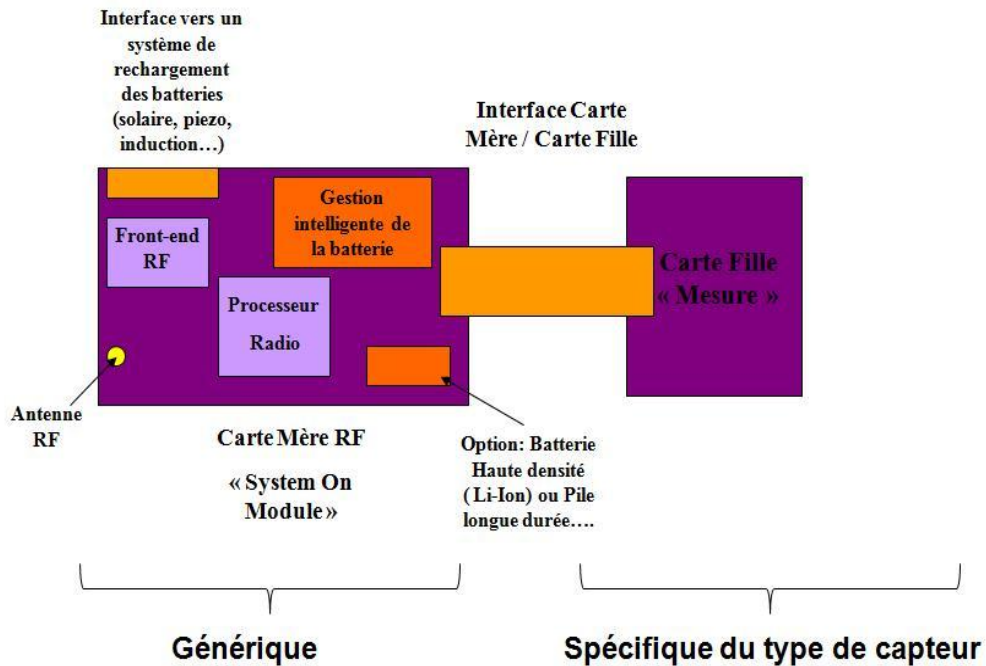 Interface vers un
système de
rechargement
des batteries
(solaire, piezo,
induction…)
Interface Carte
Mère / Carte Fille
Gestion
intelligente de
la batterie
Front-end
RF
Carte Fille
« Mesure »
Processeur
Radio
Antenne
RF
Carte Mère RF
« System On
Module »
Option: Batterie
Haute densité
( Li-Ion) ou Pile
longue durée….
Générique
Spécifique du type de capteur